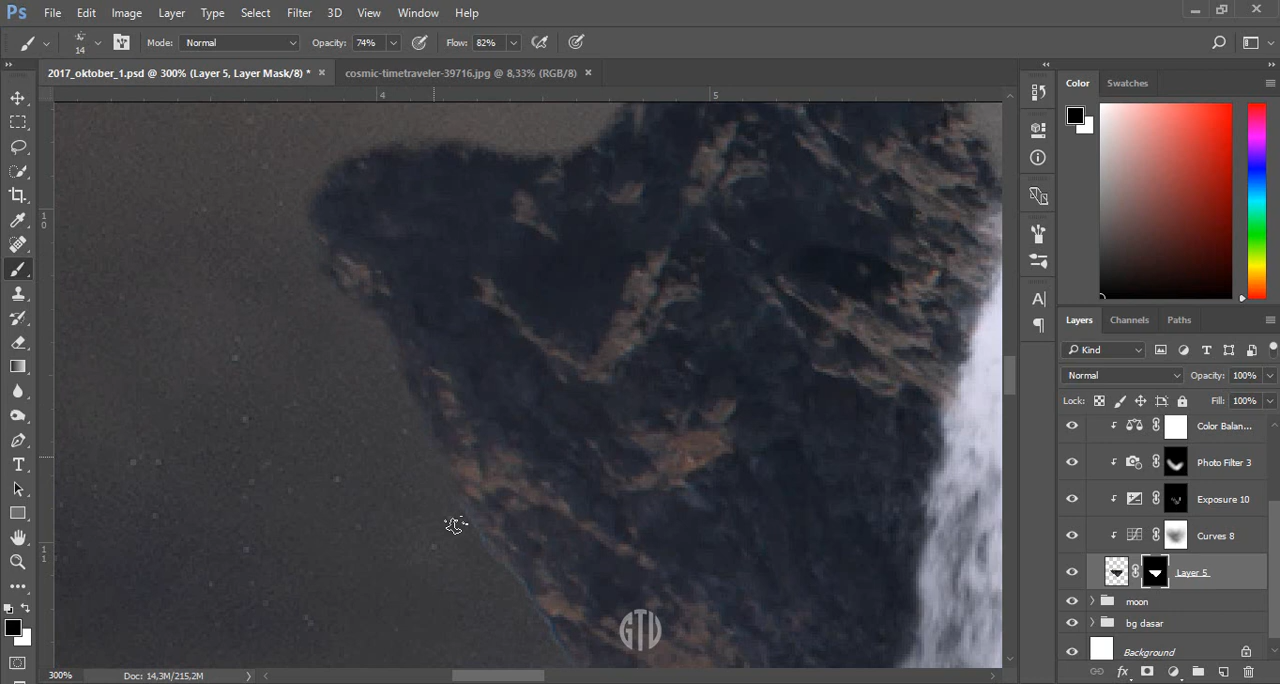 Ps File Edit Image Layer Type Select Filter 3D View Window Help
14 Mode: Normal Opacity: 74% Flow: 82%
2017_oktober_1.psd @ 300% (Layer 5, Layer Mask/8) * × cosmic-timetraveler-39716.jpg @ 8,33% (RGB/8) ×
4 5
10
11
GTV
Color Swatches
Layers Channels Paths
Kind
Normal Opacity: 100%
Lock: Fill: 100%
Color Balan...
Photo Filter 3
Exposure 10
Curves 8
Layer 5
moon
bg dasar
Background
300% Doc: 14,3M/215,2M